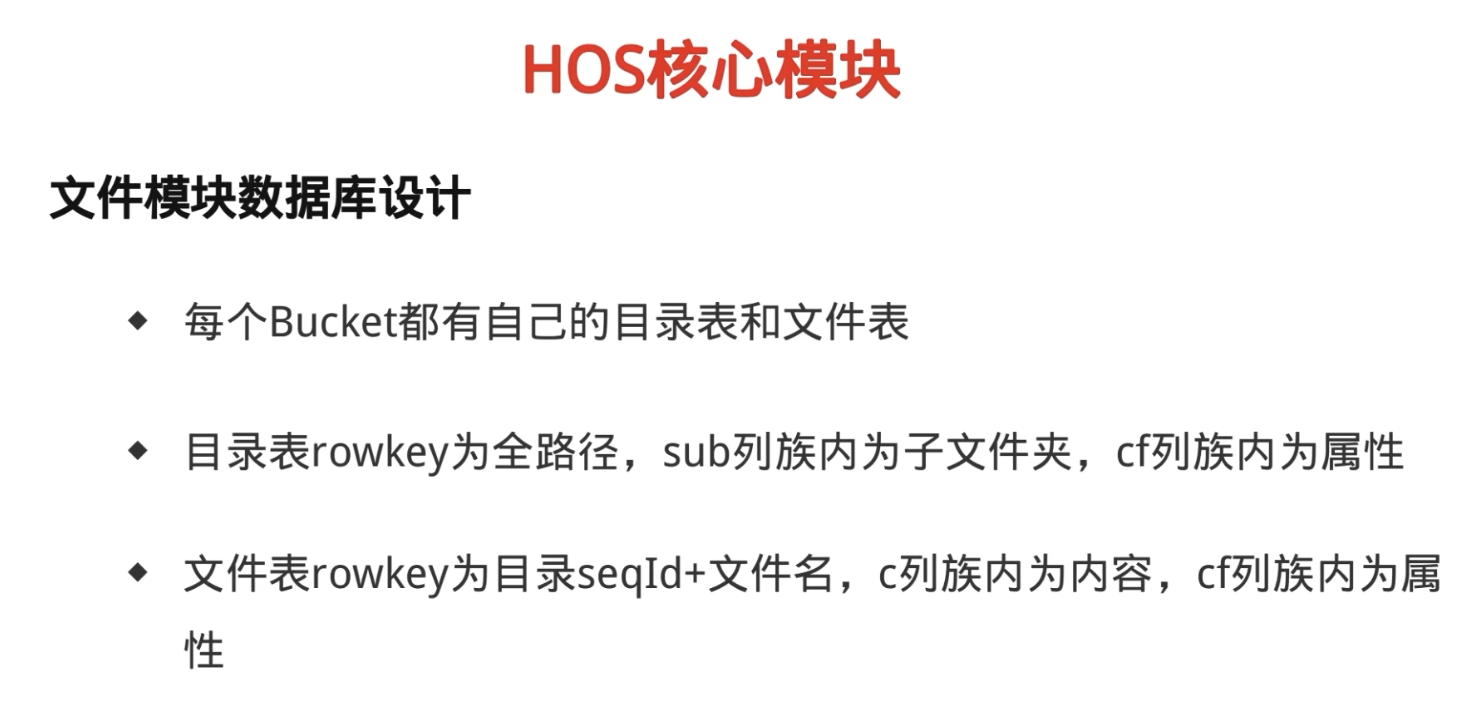 HOS核心模块
文件模块数据库设计
◆ 每个Bucket都有自己的目录表和文件表
◆ 目录表rowkey为全路径，sub列族内为子文件夹，cf列族内为属性
◆ 文件表rowkey为目录seqId+文件名，c列族内为内容，cf列族内为属
性